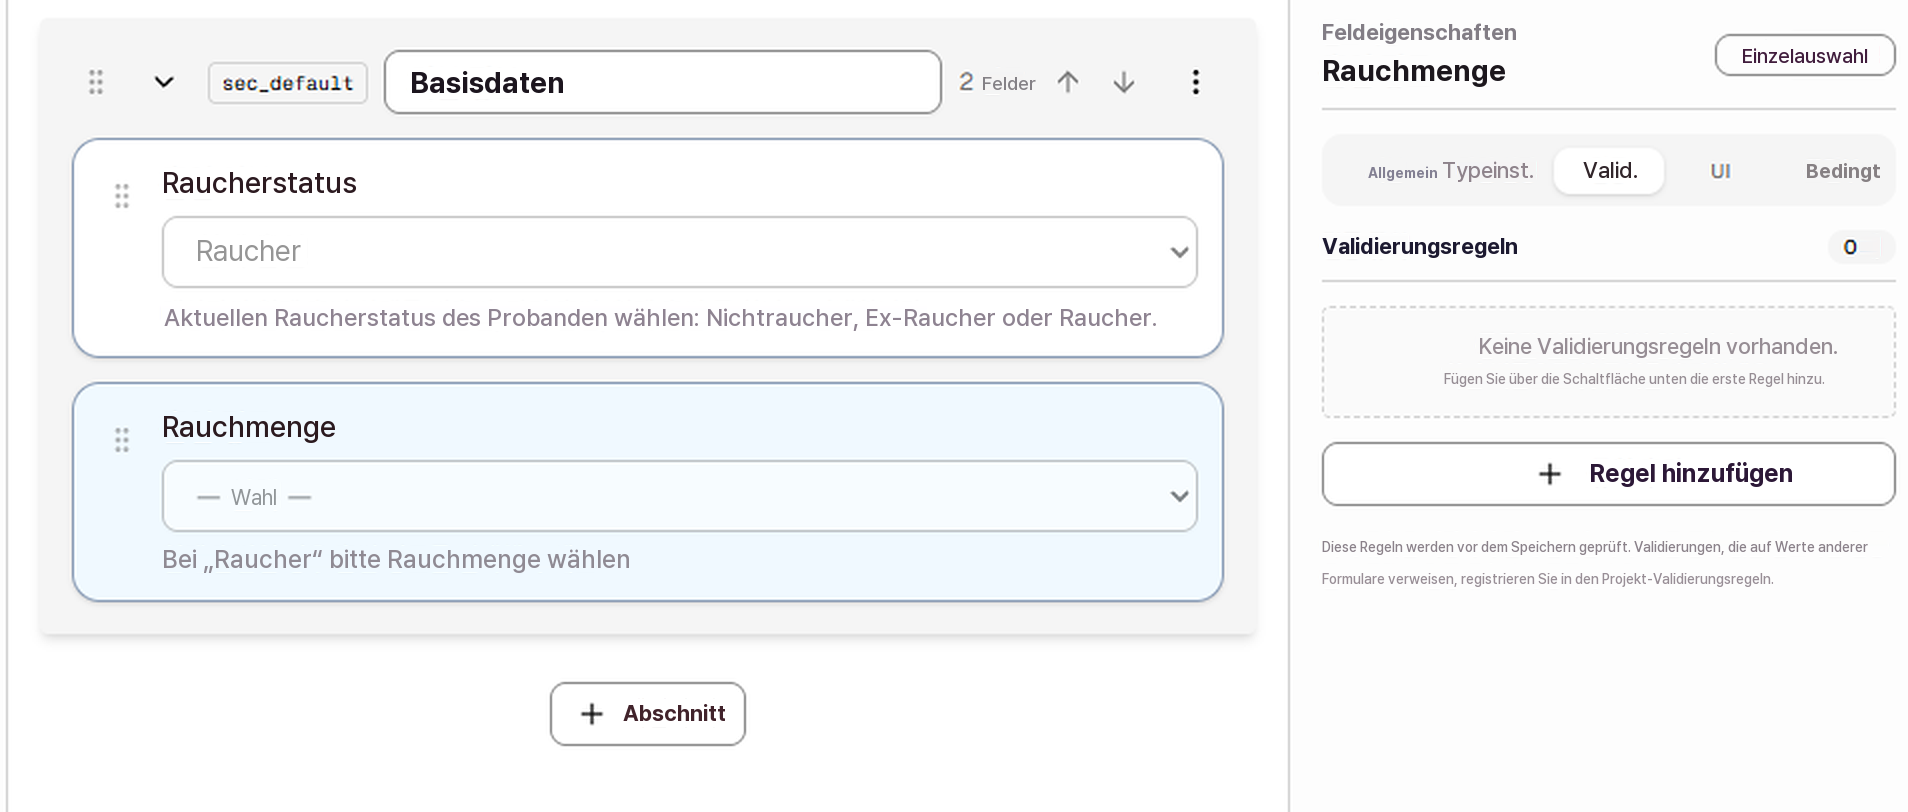 sec_default Basisdaten 2 Felder
Raucherstatus
Raucher
Aktuellen Raucherstatus des Probanden wählen: Nichtraucher, Ex-Raucher oder Raucher.
Rauchmenge
— Wahl —
Bei „Raucher“ bitte Rauchmenge wählen
+ Abschnitt
Feldeigenschaften
Rauchmenge
Einzelauswahl
Allgemein Typeinst. Valid. UI Bedingt
Validierungsregeln 0
Keine Validierungsregeln vorhanden.
Fügen Sie über die Schaltfläche unten die erste Regel hinzu.
+ Regel hinzufügen
Diese Regeln werden vor dem Speichern geprüft. Validierungen, die auf Werte anderer
Formulare verweisen, registrieren Sie in den Projekt-Validierungsregeln.